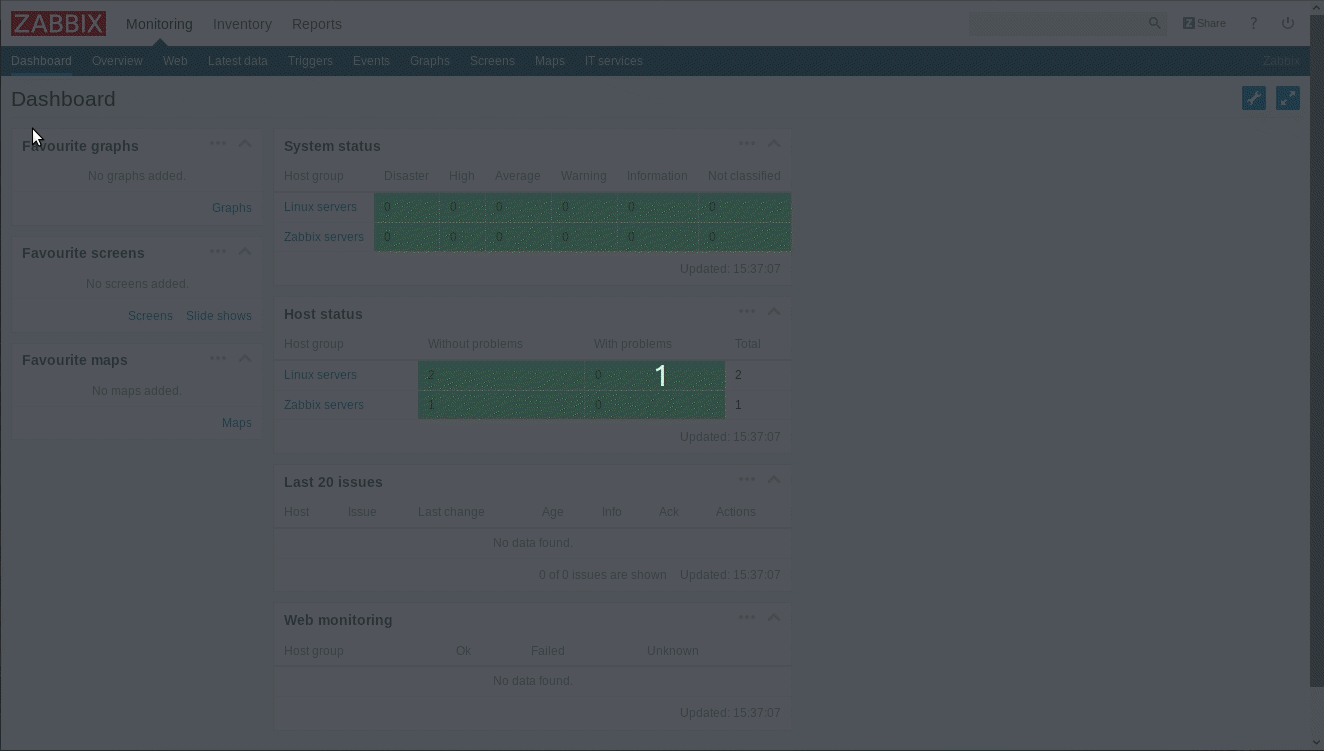 ZABBIX Monitoring Inventory Reports Z Share ?
Dashboard Overview Web Latest data Triggers Events Graphs Screens Maps IT services Zabbix
Dashboard
Favourite graphs
No graphs added.
Graphs
Favourite screens
No screens added.
Screens Slide shows
Favourite maps
No maps added.
Maps
System status
Host group Disaster High Average Warning Information Not classified
Linux servers 0 0 0 0 0 0
Zabbix servers 0 0 0 0 0 0
Updated: 15:37:07
Host status
Host group Without problems With problems Total
Linux servers 2 0 2
1
Zabbix servers 1 0 1
Updated: 15:37:07
Last 20 issues
Host Issue Last change Age Info Ack Actions
No data found.
0 of 0 issues are shown Updated: 15:37:07
Web monitoring
Host group Ok Failed Unknown
No data found.
Updated: 15:37:07